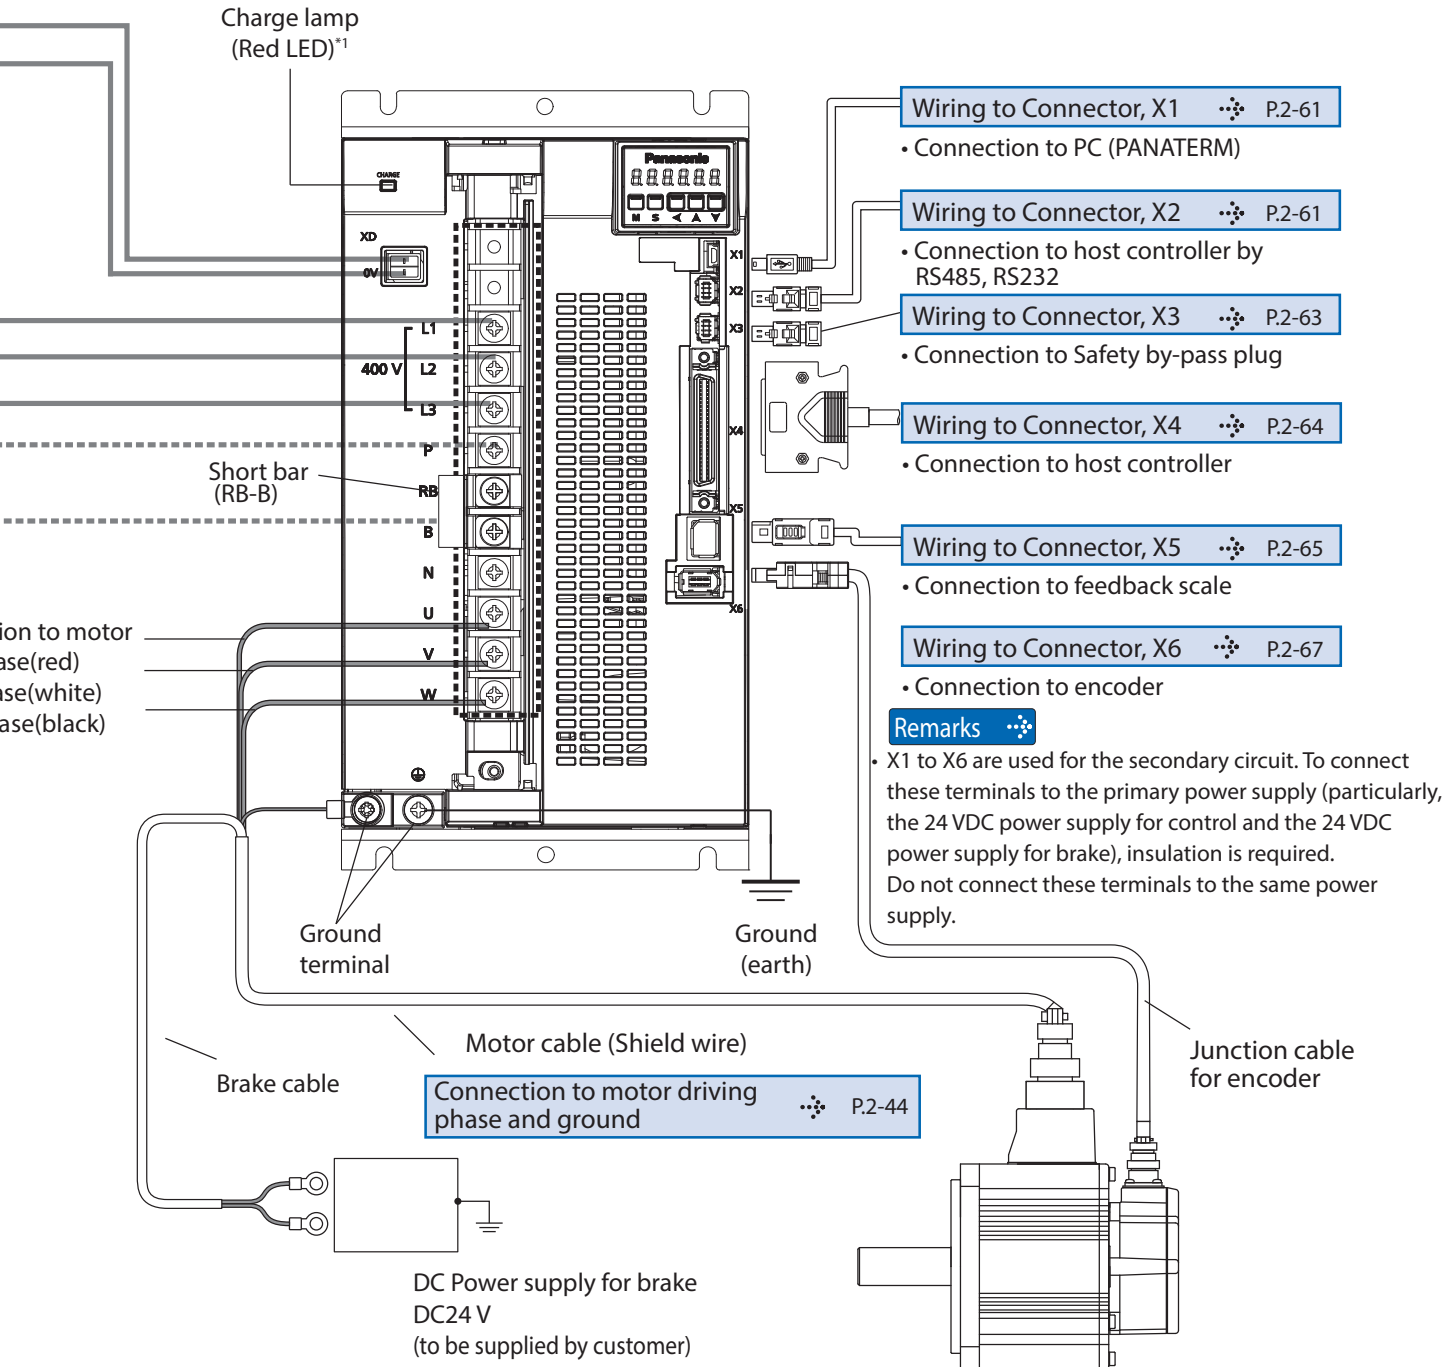 Charge lamp
(Red LED)*1
Wiring to Connector, X1 P.2-61
• Connection to PC (PANATERM)
Panasonic
CHARGE
M S
Wiring to Connector, X2 P.2-61
• Connection to host controller by
RS485, RS232
XD
0V
X1
X2
X3
Wiring to Connector, X3 P.2-63
• Connection to Safety by-pass plug
L1
400 V L2
L3
X4
Wiring to Connector, X4 P.2-64
• Connection to host controller
P
Short bar
(RB-B)
RB
B
X5
Wiring to Connector, X5 P.2-65
• Connection to feedback scale
N
U
X6
V
W
ion to motor
ase(red)
ase(white)
ase(black)
Wiring to Connector, X6 P.2-67
• Connection to encoder
Remarks
• X1 to X6 are used for the secondary circuit. To connect
these terminals to the primary power supply (particularly,
the 24 VDC power supply for control and the 24 VDC
power supply for brake), insulation is required.
Do not connect these terminals to the same power
supply.
Ground
terminal
Ground
(earth)
Motor cable (Shield wire)
Brake cable
Connection to motor driving
phase and ground P.2-44
Junction cable
for encoder
DC Power supply for brake
DC24 V
(to be supplied by customer)